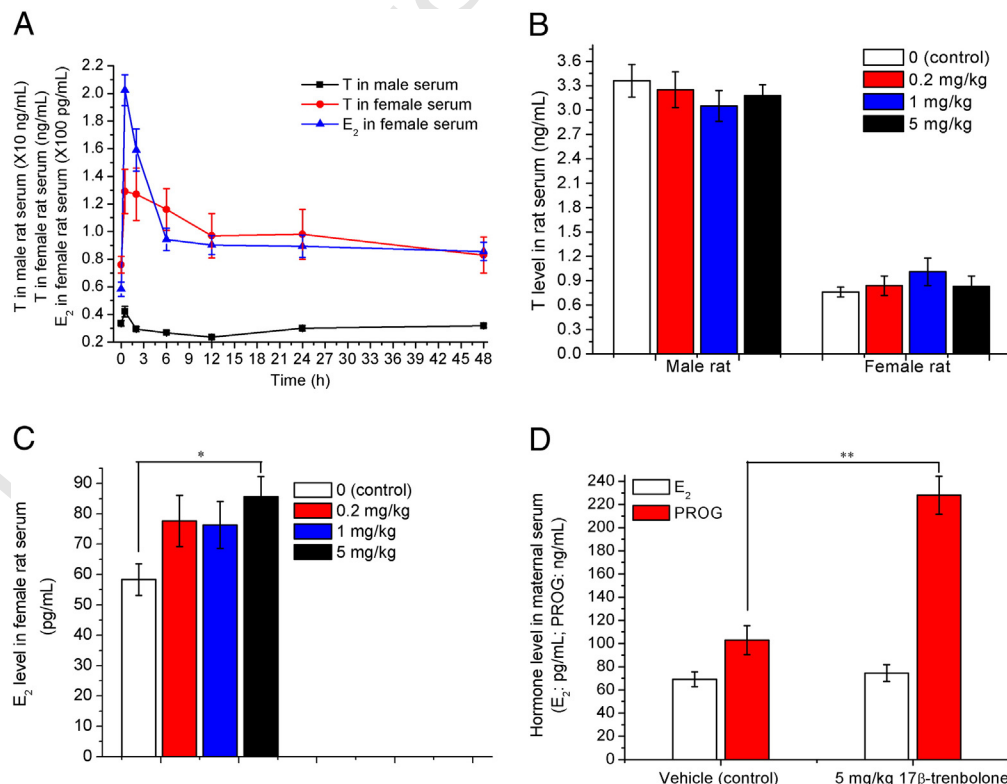 A
T in male rat serum (X10 ng/mL)
T in female rat serum (ng/mL)
E2 in female rat serum (X100 pg/mL)
2.2
2.0
1.8
1.6
1.4
1.2
1.0
0.8
0.6
0.4
0.2
T in male serum
T in female serum
E2 in female serum
0 3 6 9 12 15 18 21 24 27 30 33 36 39 42 45 48
Time (h)
B
T level in rat serum (ng/mL)
3.6
3.3
3.0
2.7
2.4
2.1
1.8
1.5
1.2
0.9
0.6
0.3
0.0
0 (control)
0.2 mg/kg
1 mg/kg
5 mg/kg
Male rat Female rat
C
E2 level in female rat serum
(pg/mL)
90
80
70
60
50
40
30
20
10
0
*
0 (control)
0.2 mg/kg
1 mg/kg
5 mg/kg
D
Hormone level in maternal serum
(E2: pg/mL; PROG: ng/mL)
240
220
200
180
160
140
120
100
80
60
40
20
0
**
E2
PROG
Vehicle (control) 5 mg/kg 17β-trenbolone